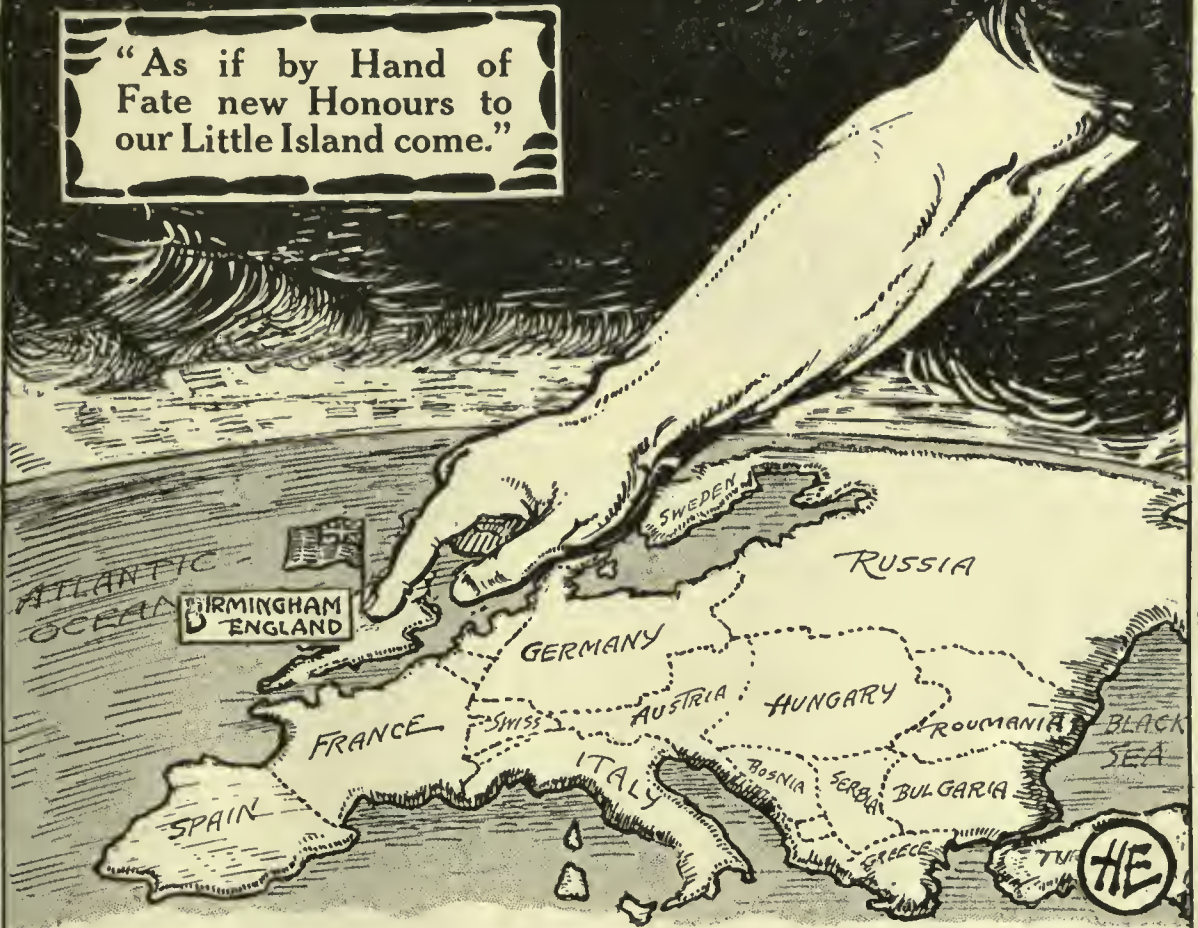 "As if by Hand of
Fate new Honours to
our Little Island come."
SWEDEN
ATLANTIC
OCEAN
RUSSIA
BIRMINGHAM
ENGLAND
GERMANY
AUSTRIA
HUNGARY
SWISS
FRANCE
ROUMANIA
BLACK
SEA
ITALY
BOSNIA
SERBIA
BULGARIA
SPAIN
GREECE
HE